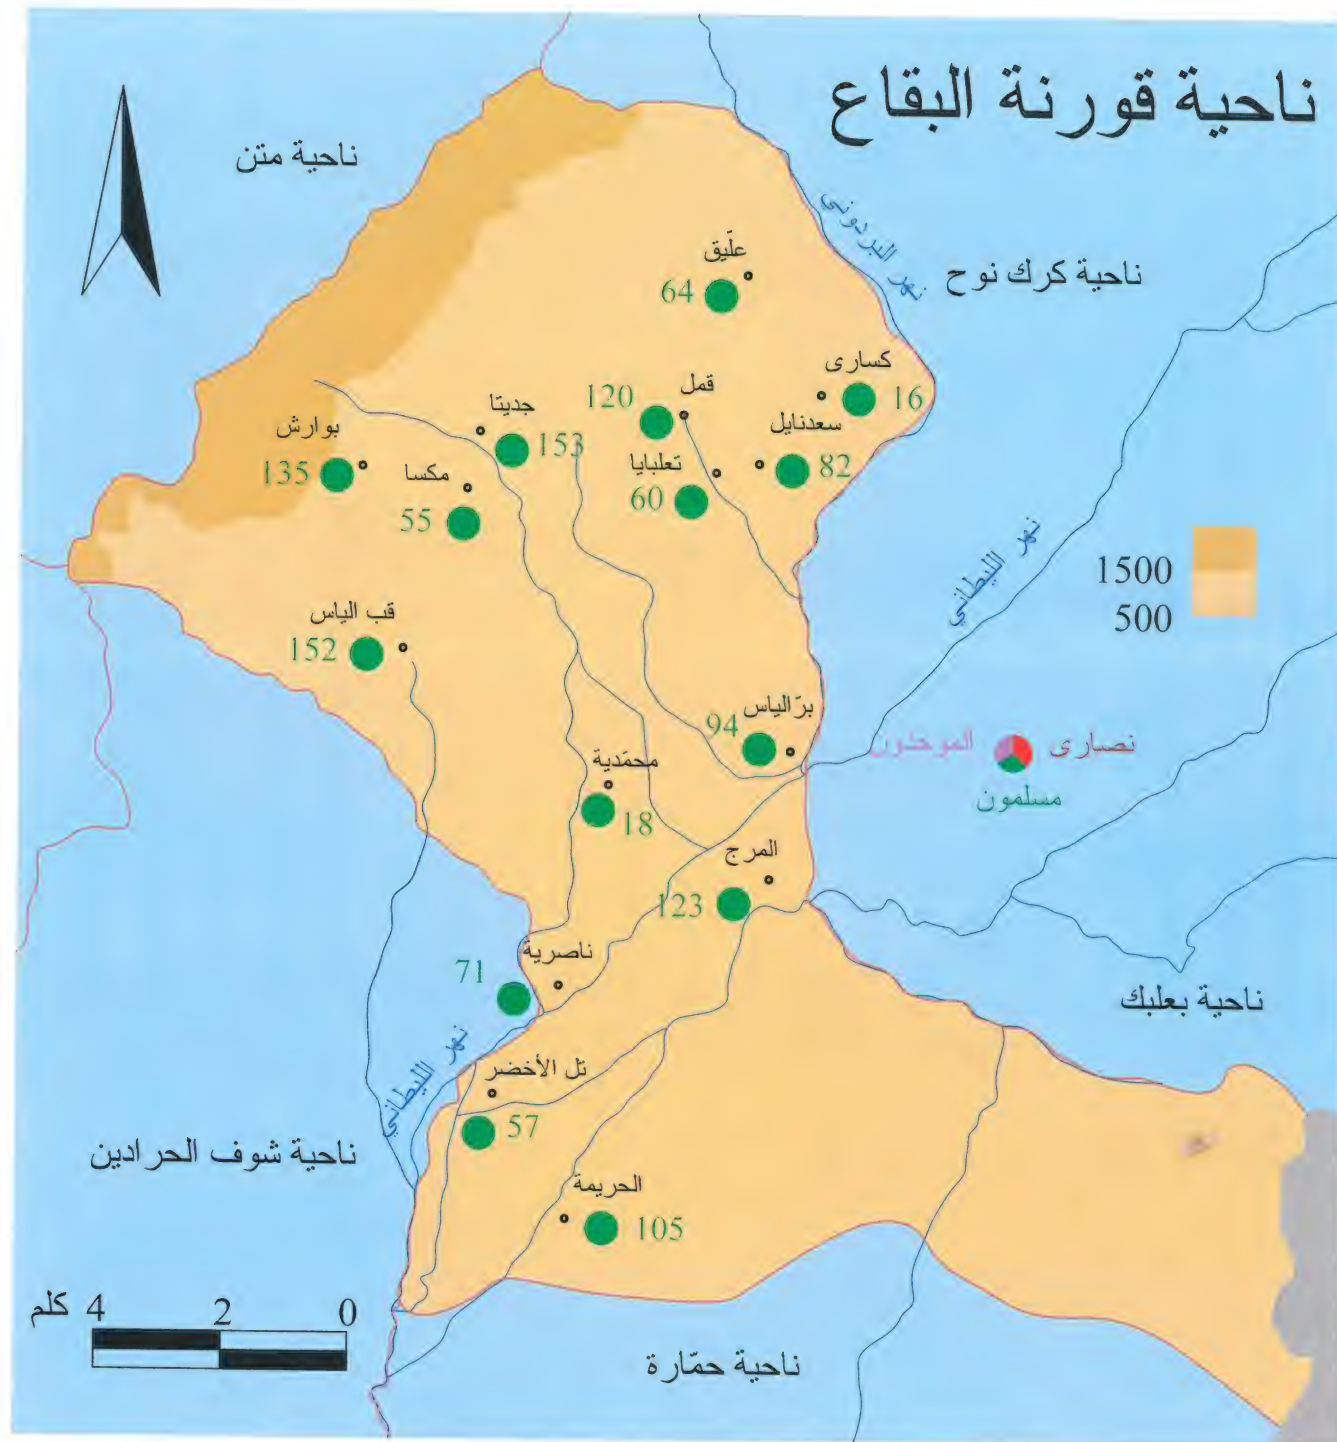 ناحية قورنة البقاع
ناحية متن
نهر البردوني
ناحية كرك نوح
علّيق
64
كسارى
16
قمل
120
جديتا
153
سعدنايل
82
بوارش
135
تعلبايا
60
مكسا
55
نهر الليطاني
1500
500
قب الياس
152
برّ الياس
94
نصارى
الموحدون
مسلمون
محمّدية
18
المرج
123
ناصرية
71
ناحية بعلبك
نهر الليطاني
تل الأخضر
57
ناحية شوف الحرادين
الحريمة
105
0 2 4 كلم
ناحية حمّارة